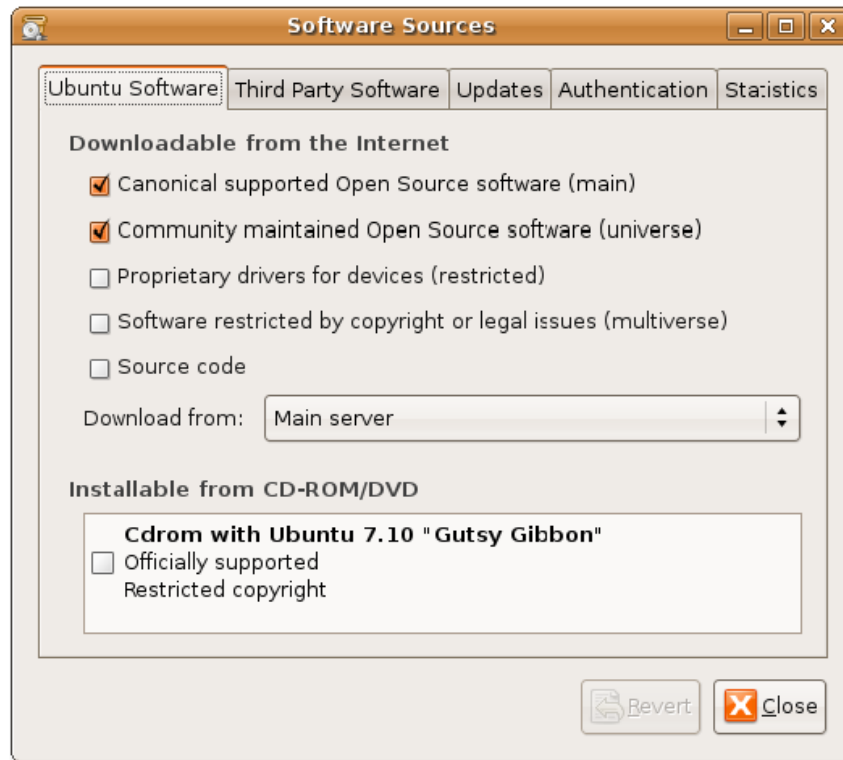 Software Sources
Ubuntu Software Third Party Software Updates Authentication Statistics
Downloadable from the Internet
Canonical supported Open Source software (main)
Community maintained Open Source software (universe)
Proprietary drivers for devices (restricted)
Software restricted by copyright or legal issues (multiverse)
Source code
Download from: Main server
Installable from CD-ROM/DVD
Cdrom with Ubuntu 7.10 "Gutsy Gibbon"
Officially supported
Restricted copyright
Revert Close